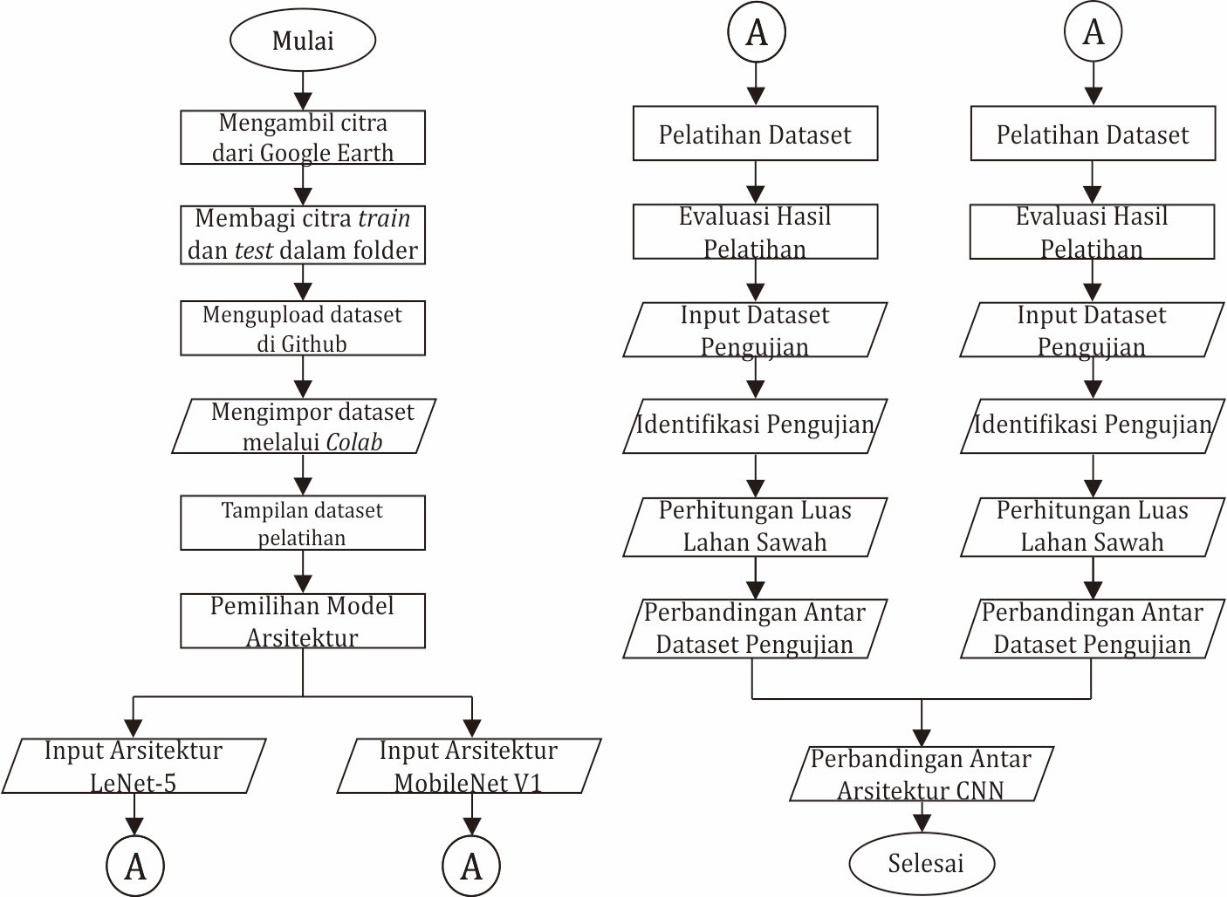 Mulai
Mengambil citra
dari Google Earth
Membagi citra train
dan test dalam folder
Mengupload dataset
di Github
Mengimpor dataset
melalui Colab
Tampilan dataset
pelatihan
Pemilihan Model
Arsitektur
Input Arsitektur
LeNet-5
A
Input Arsitektur
MobileNet V1
A
A
Pelatihan Dataset
Evaluasi Hasil
Pelatihan
Input Dataset
Pengujian
Identifikasi Pengujian
Perhitungan Luas
Lahan Sawah
Perbandingan Antar
Dataset Pengujian
A
Pelatihan Dataset
Evaluasi Hasil
Pelatihan
Input Dataset
Pengujian
Identifikasi Pengujian
Perhitungan Luas
Lahan Sawah
Perbandingan Antar
Dataset Pengujian
Perbandingan Antar
Arsitektur CNN
Selesai